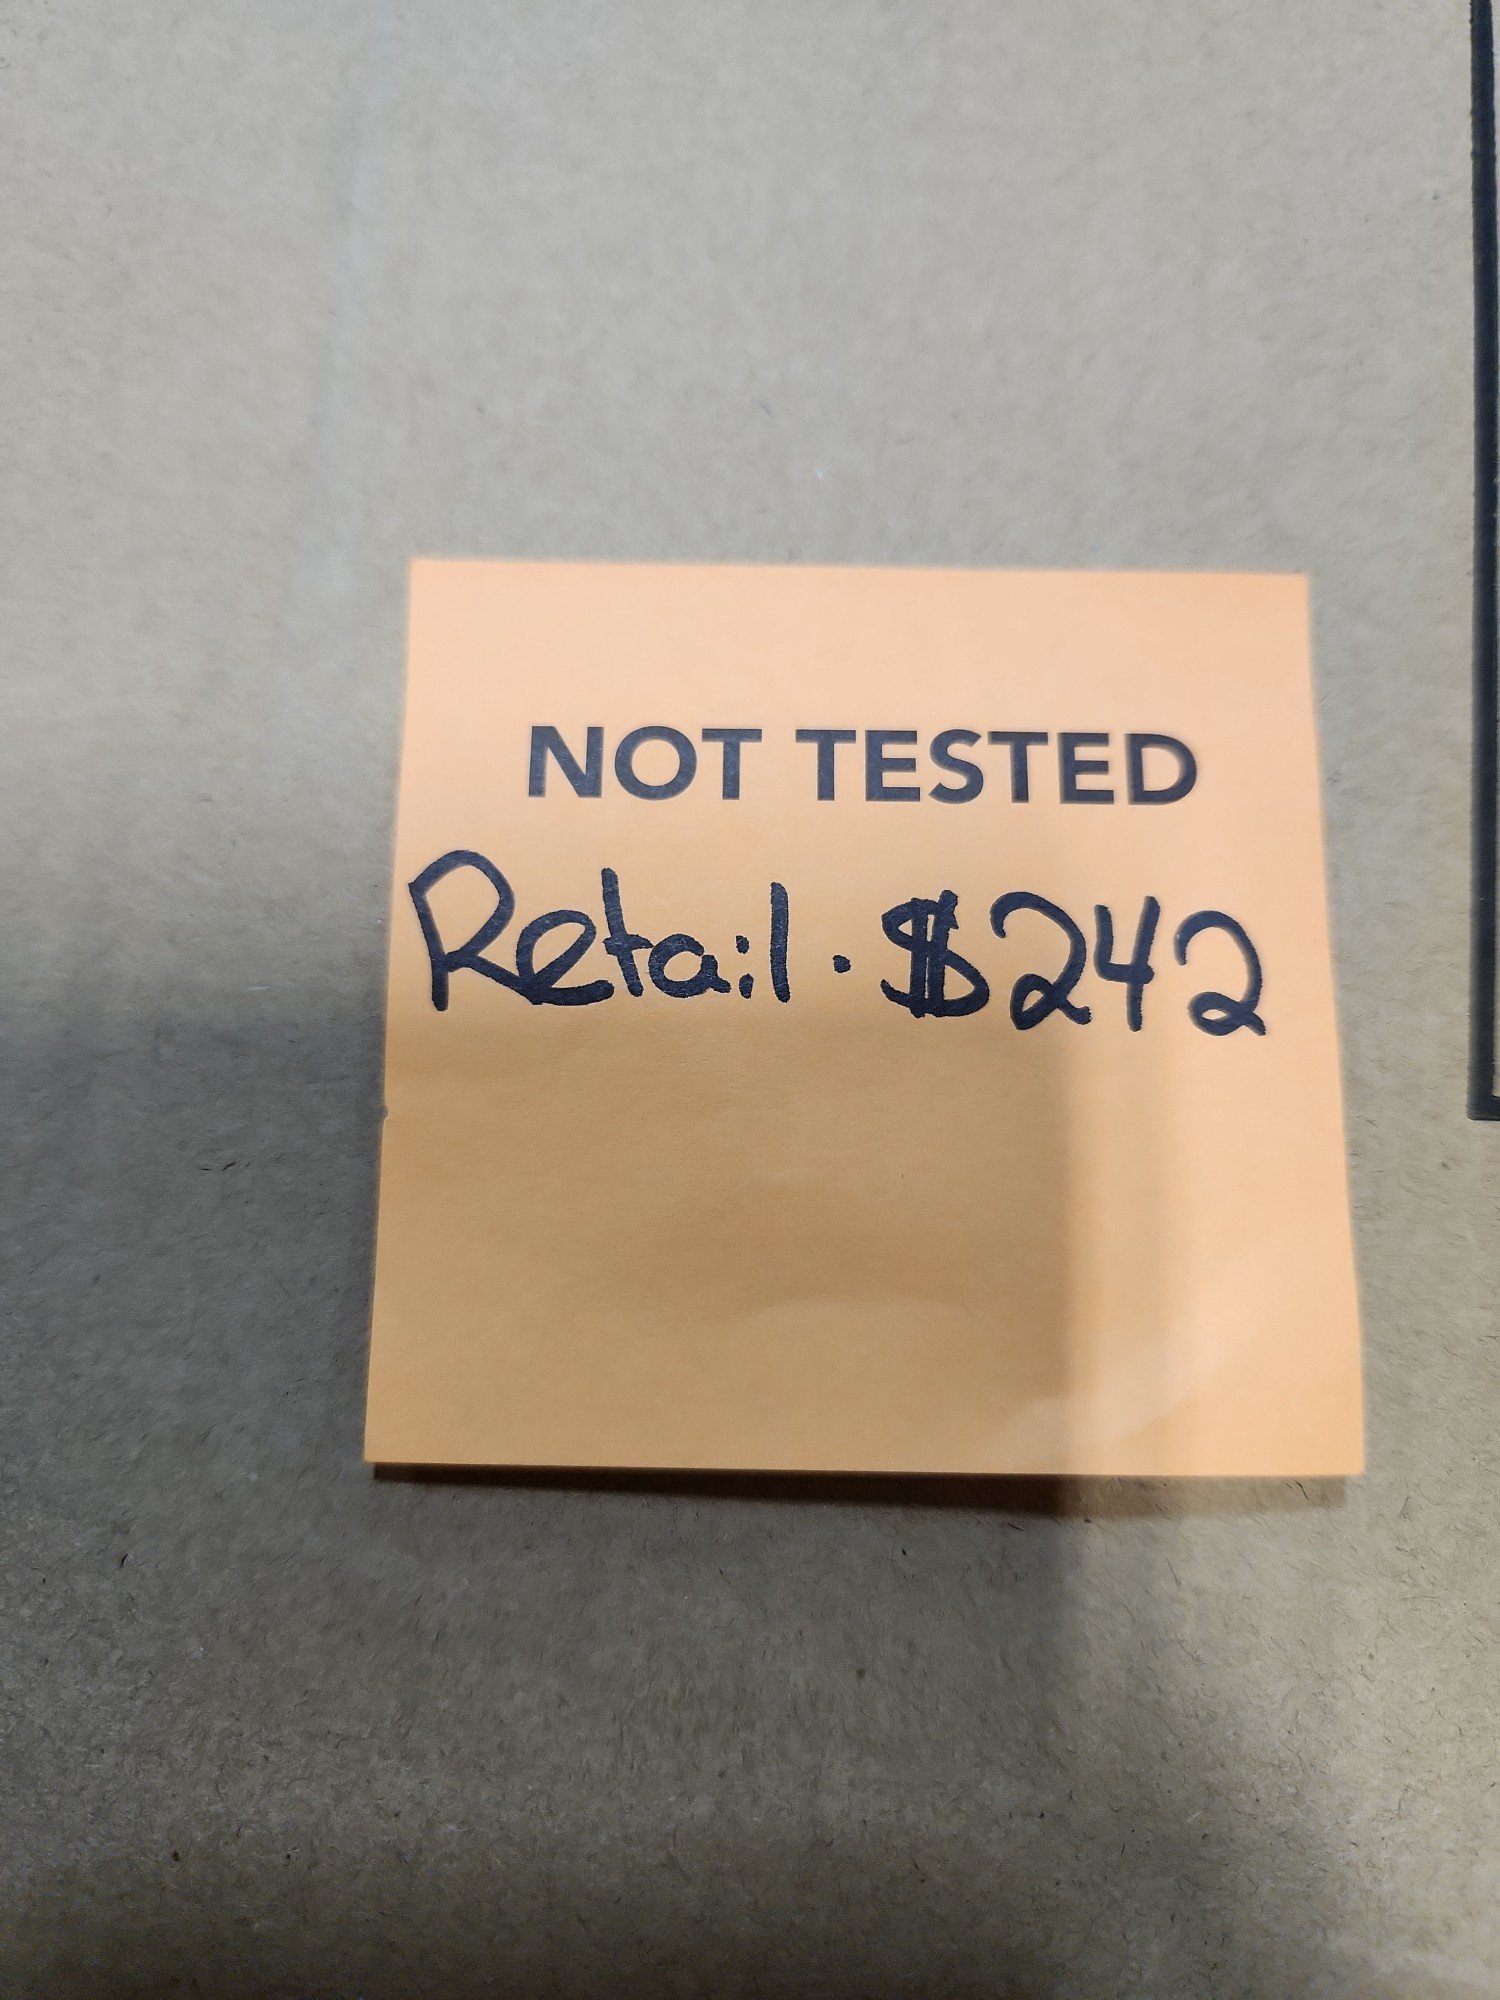 NOT TESTED
Retail . $242